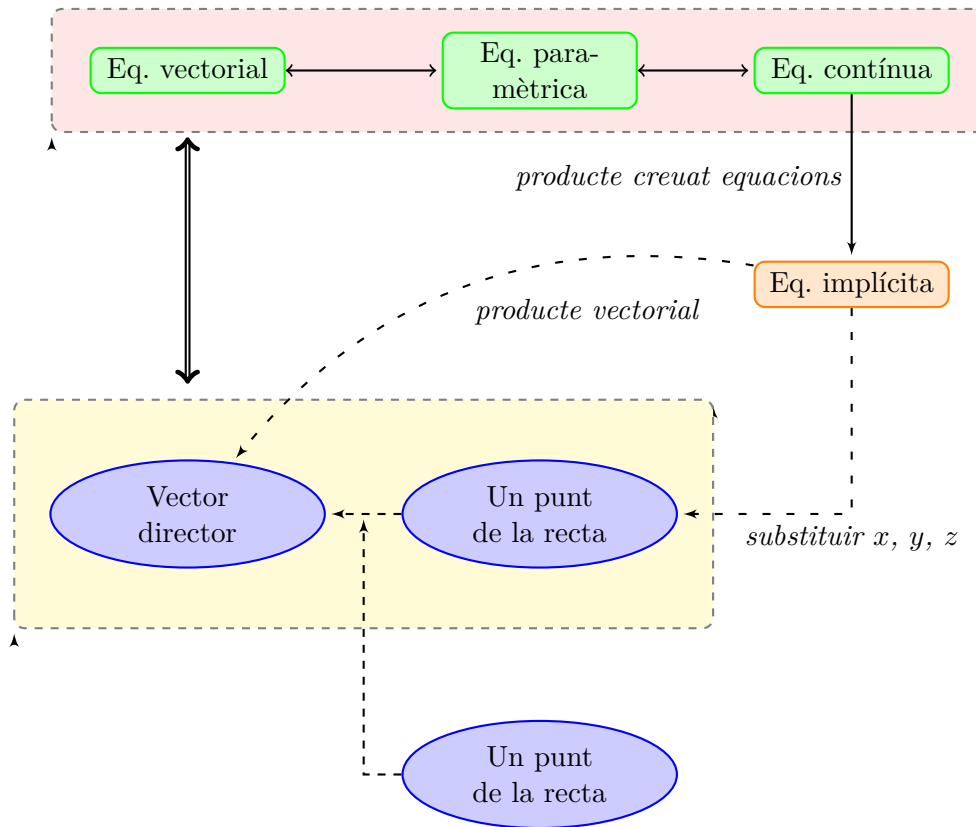 Eq. vectorial
Eq. para-
mètrica
Eq. contínua
producte creuat equacions
Eq. implícita
producte vectorial
Vector
director
Un punt
de la recta
substituir x, y, z
Un punt
de la recta